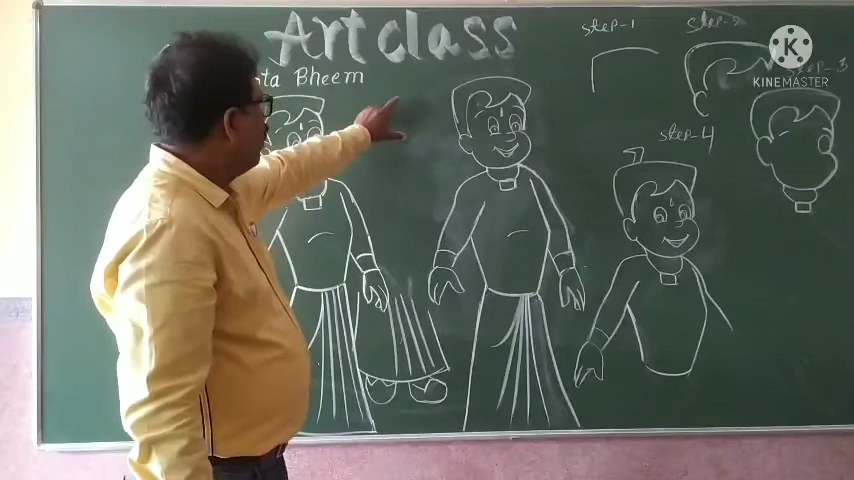 Art class
Bheem
step-1
step-2
step-3
step-4
K
KINEMASTER